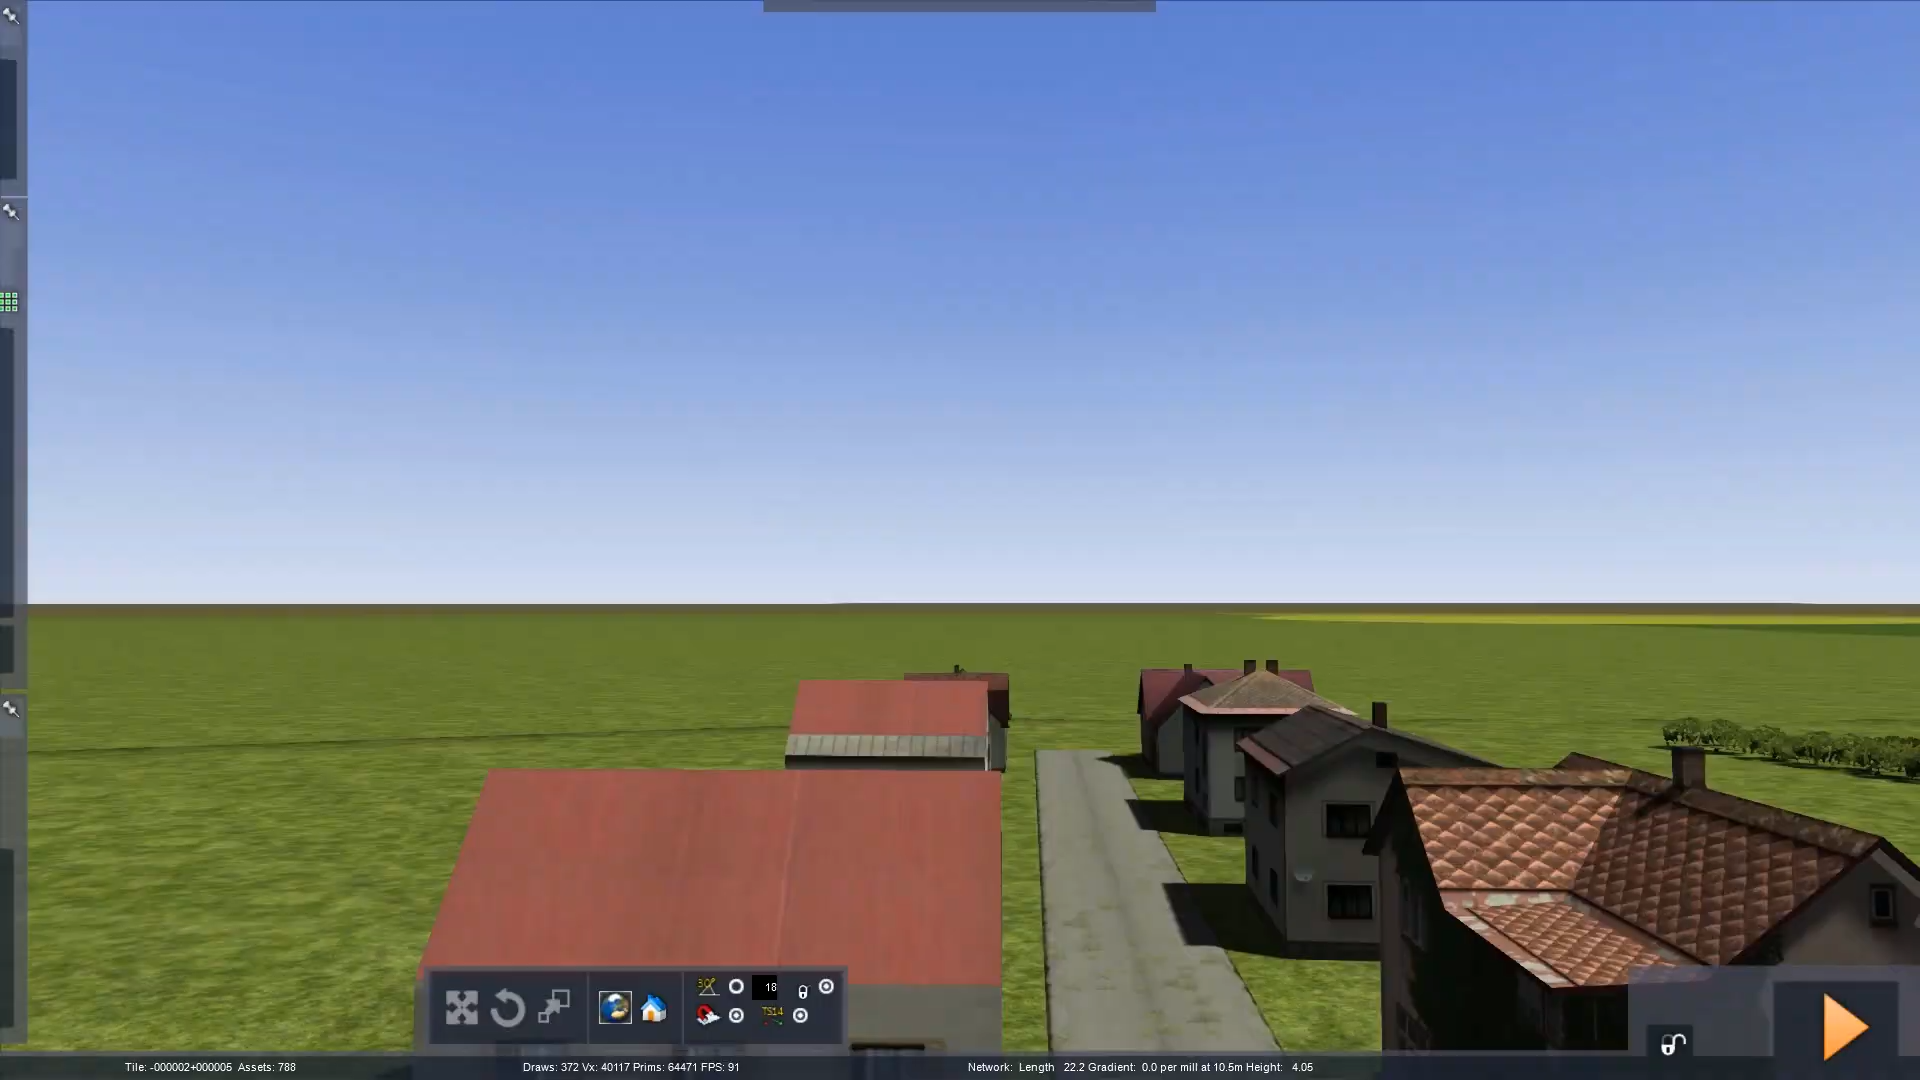 30°
18
TS14
Tile: -000002+000005 Assets: 788
Draws: 372 Vx: 40117 Prims: 64471 FPS: 91
Network: Length 22.2 Gradient: 0.0 per mill at 10.5m Height: 4.05